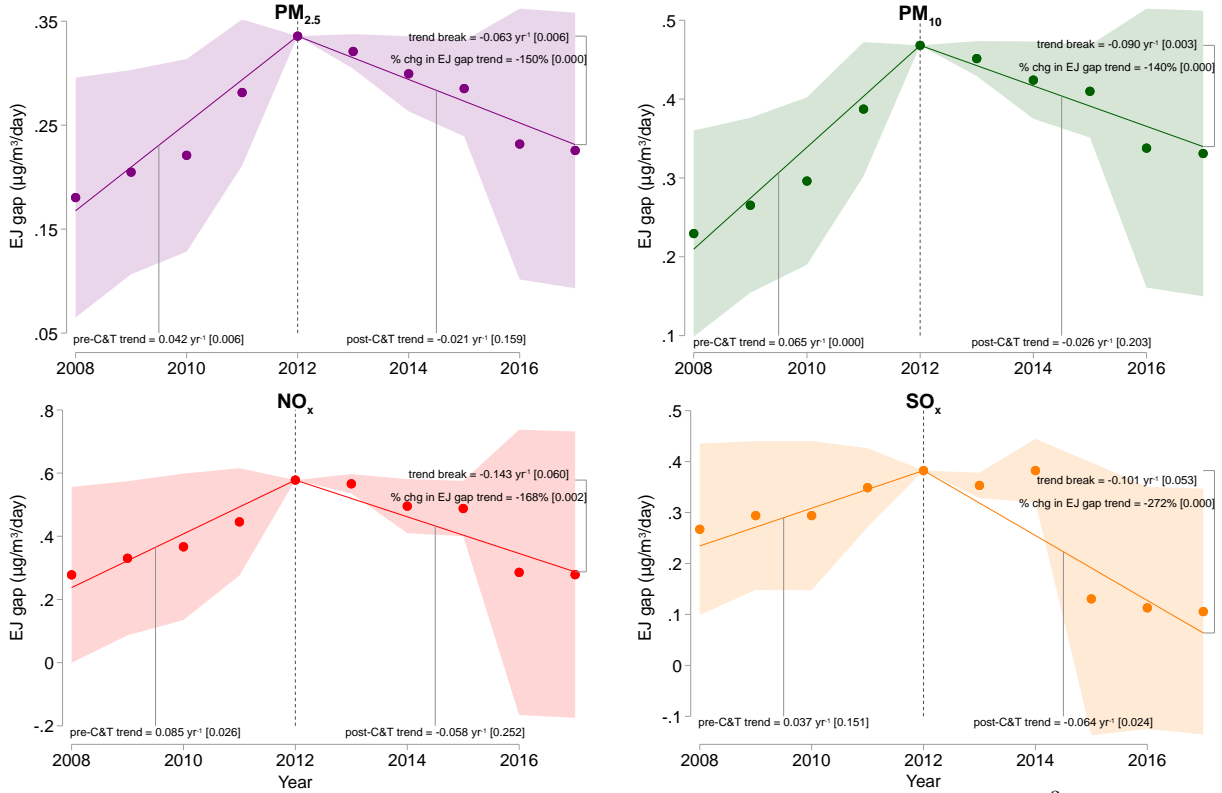 PM2.5
EJ gap (µg/m³/day)
.35
.25
.15
.05
trend break = -0.063 yr⁻¹ [0.006]
% chg in EJ gap trend = -150% [0.000]
pre-C&T trend = 0.042 yr⁻¹ [0.006]
post-C&T trend = -0.021 yr⁻¹ [0.159]
2008 2010 2012 2014 2016
PM10
EJ gap (µg/m³/day)
.5
.4
.3
.2
.1
trend break = -0.090 yr⁻¹ [0.003]
% chg in EJ gap trend = -140% [0.000]
pre-C&T trend = 0.065 yr⁻¹ [0.000]
post-C&T trend = -0.026 yr⁻¹ [0.203]
2008 2010 2012 2014 2016
NOx
EJ gap (µg/m³/day)
.8
.6
.4
.2
0
-.2
trend break = -0.143 yr⁻¹ [0.060]
% chg in EJ gap trend = -168% [0.002]
pre-C&T trend = 0.085 yr⁻¹ [0.026]
post-C&T trend = -0.058 yr⁻¹ [0.252]
2008 2010 2012 2014 2016
Year
SOx
EJ gap (µg/m³/day)
.5
.4
.3
.2
.1
0
-.1
trend break = -0.101 yr⁻¹ [0.053]
% chg in EJ gap trend = -272% [0.000]
pre-C&T trend = 0.037 yr⁻¹ [0.151]
post-C&T trend = -0.064 yr⁻¹ [0.024]
2008 2010 2012 2014 2016
Year